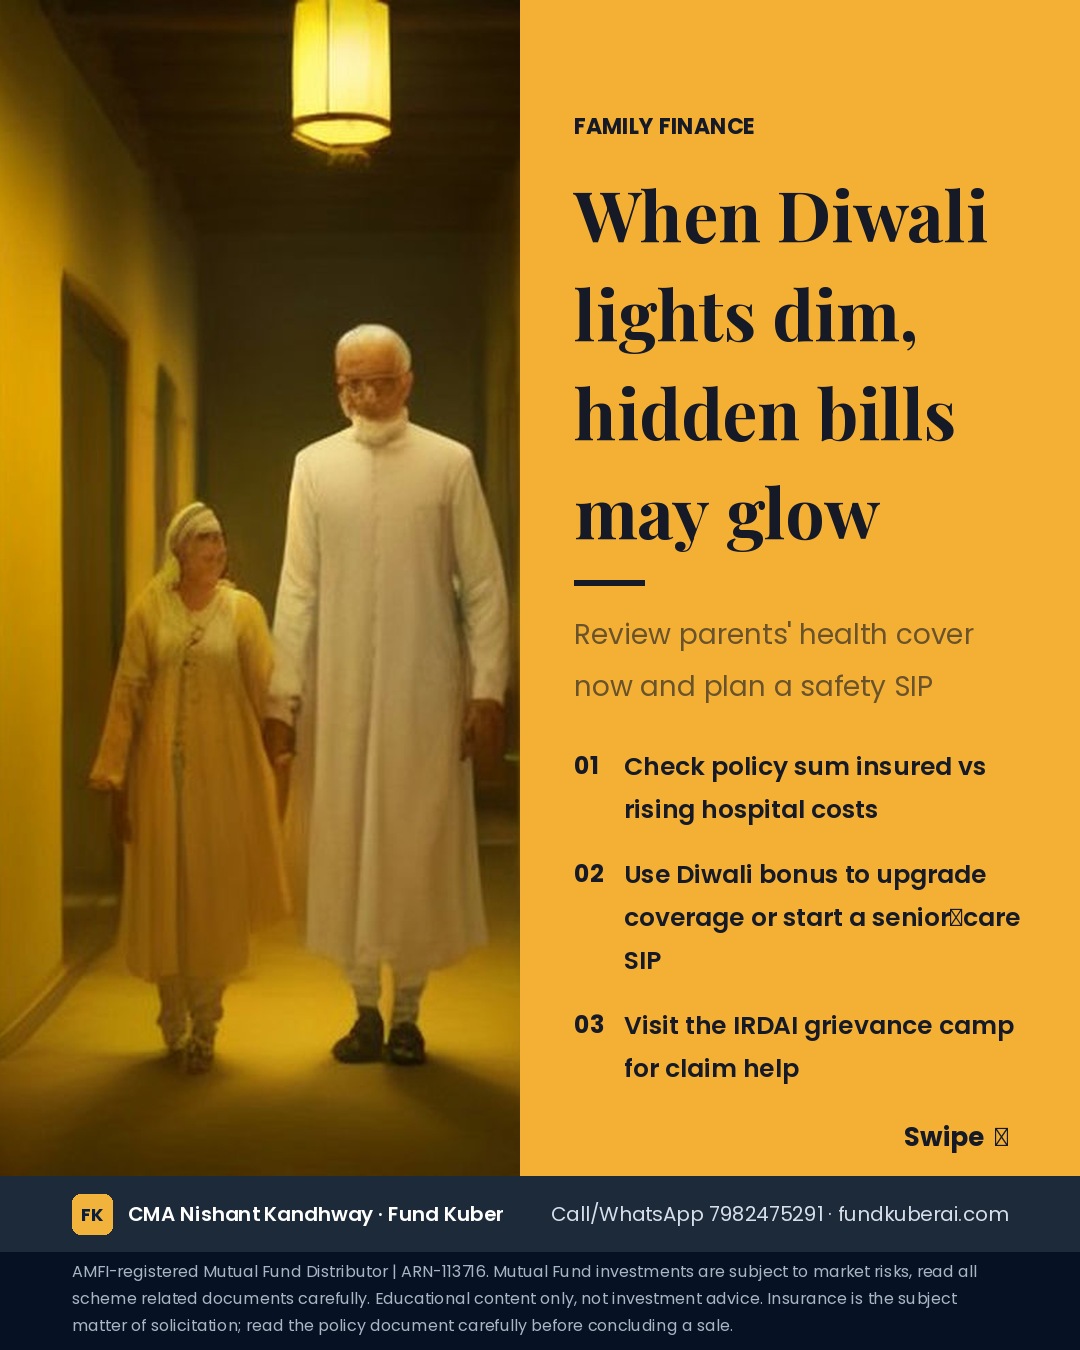 FAMILY FINANCE
When Diwali
lights dim,
hidden bills
may glow
Review parents' health cover
now and plan a safety SIP
01 Check policy sum insured vs
rising hospital costs
02 Use Diwali bonus to upgrade
coverage or start a senior￾care
SIP
03 Visit the IRDAI grievance camp
for claim help
Swipe
FK CMA Nishant Kandhway · Fund Kuber Call/WhatsApp 7982475291 · fundkuberai.com
AMFI-registered Mutual Fund Distributor | ARN-113716. Mutual Fund investments are subject to market risks, read all
scheme related documents carefully. Educational content only, not investment advice. Insurance is the subject
matter of solicitation; read the policy document carefully before concluding a sale.